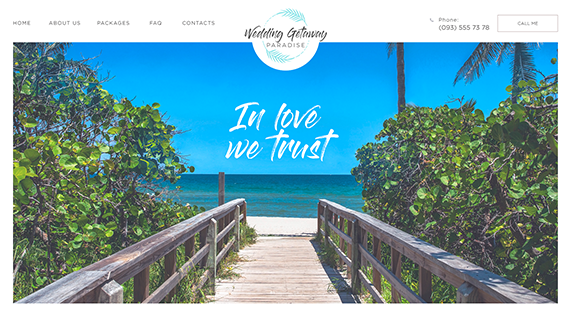 HOME
ABOUT US
PACKAGES
FAQ
CONTACTS
Wedding Getaway
PARADISE
Phone:
(093) 555 73 78
CALL ME
In love
we trust